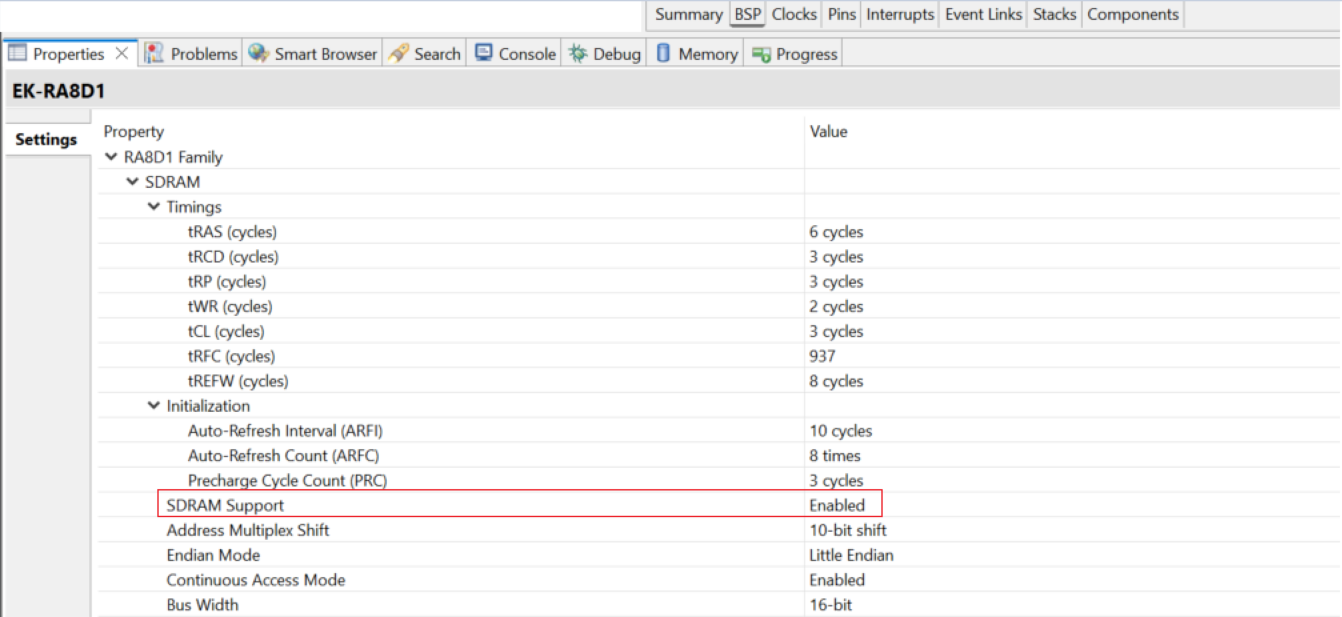 Summary BSP Clocks Pins Interrupts Event Links Stacks Components
Properties Problems Smart Browser Search Console Debug Memory Progress
EK-RA8D1
Settings
Property Value
RA8D1 Family
SDRAM
Timings
tRAS (cycles) 6 cycles
tRCD (cycles) 3 cycles
tRP (cycles) 3 cycles
tWR (cycles) 2 cycles
tCL (cycles) 3 cycles
tRFC (cycles) 937
tREFW (cycles) 8 cycles
Initialization
Auto-Refresh Interval (ARFI) 10 cycles
Auto-Refresh Count (ARFC) 8 times
Precharge Cycle Count (PRC) 3 cycles
SDRAM Support Enabled
Address Multiplex Shift 10-bit shift
Endian Mode Little Endian
Continuous Access Mode Enabled
Bus Width 16-bit